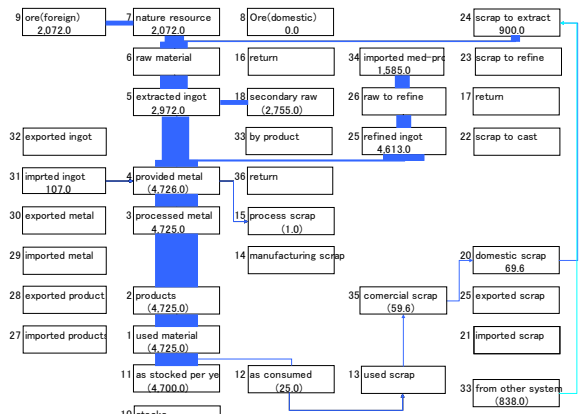 9 ore(foreign)
2,072.0
7 nature resource
2,072.0
8 Ore(domestic)
0.0
24 scrap to extract
900.0
6 raw material
16 return
34 imported med-pro
1,585.0
23 scrap to refine
5 extracted ingot
2,972.0
18 secondary raw
(2,755.0)
26 raw to refine
17 return
32 exported ingot
33 by product
25 refined ingot
4,613.0
22 scrap to cast
31 imprted ingot
107.0
4 provided metal
(4,726.0)
36 return
30 exported metal
3 processed metal
4,725.0
15 process scrap
(1.0)
29 imported metal
14 manufacturing scrap
20 domestic scrap
69.6
28 exported product
2 products
(4,725.0)
35 comercial scrap
(59.6)
25 exported scrap
27 imported products
1 used material
(4,725.0)
21 imported scrap
11 as stocked per ye
(4,700.0)
12 as consumed
(25.0)
13 used scrap
33 from other system
(838.0)
10 stocks